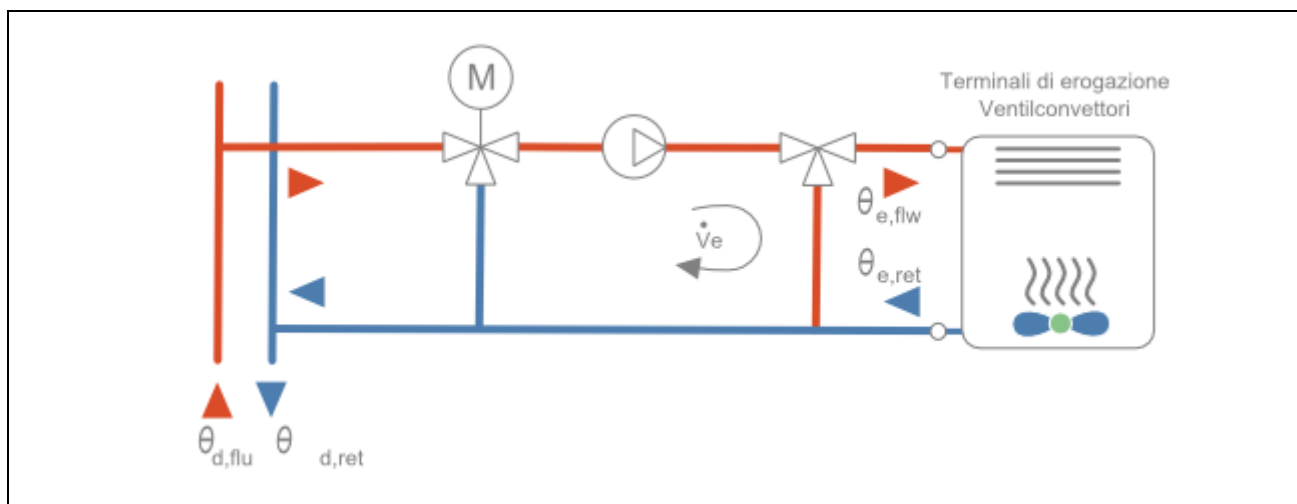 M
Terminali di erogazione
Ventilconvettori
θe,flw
V̇e
θe,ret
θd,flu θ d,ret